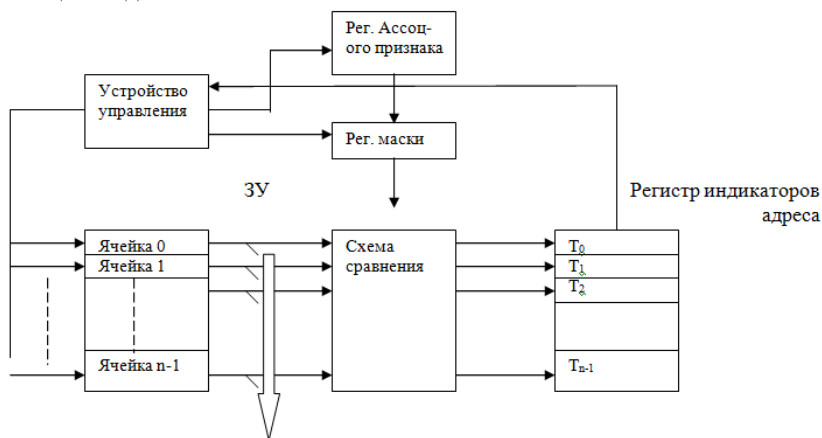 Рег. Ассоц-
ого признака
Устройство
управления
Рег. маски
ЗУ
Регистр индикаторов
адреса
Ячейка 0
Схема
сравнения
T0
Ячейка 1
T1
T2
Ячейка n-1
Tn-1